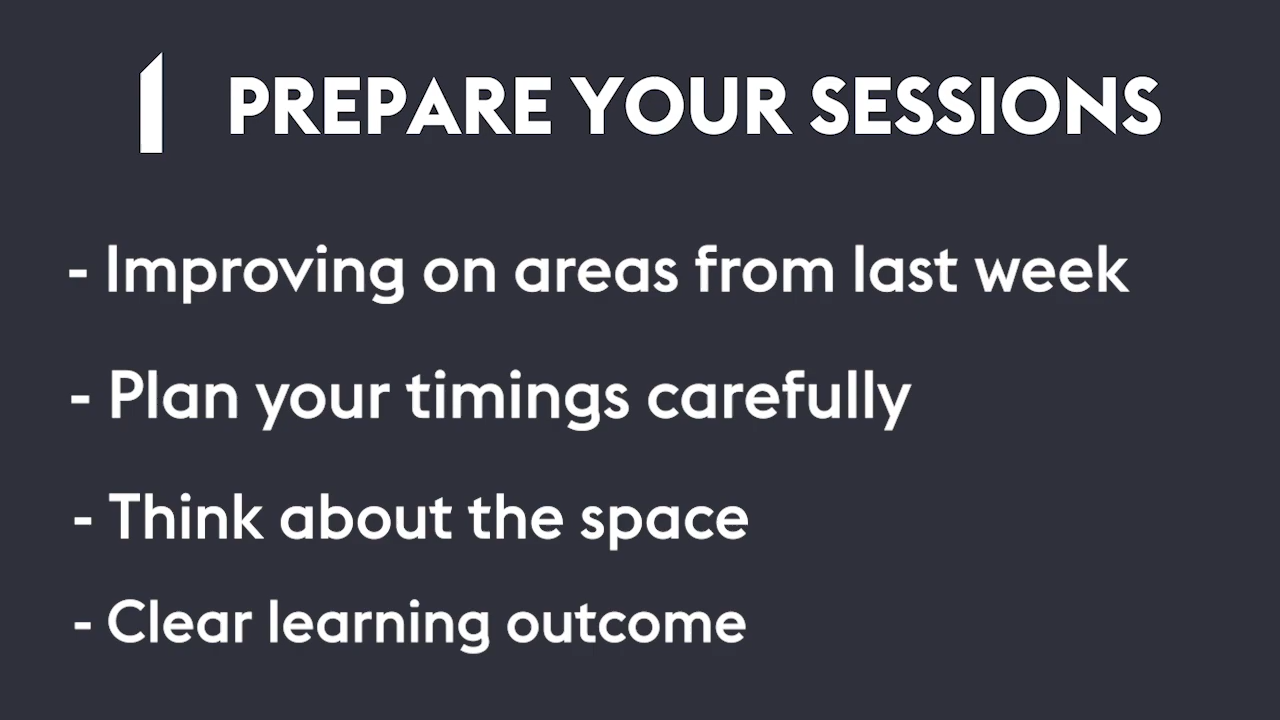 1 PREPARE YOUR SESSIONS
- Improving on areas from last week
- Plan your timings carefully
- Think about the space
- Clear learning outcome